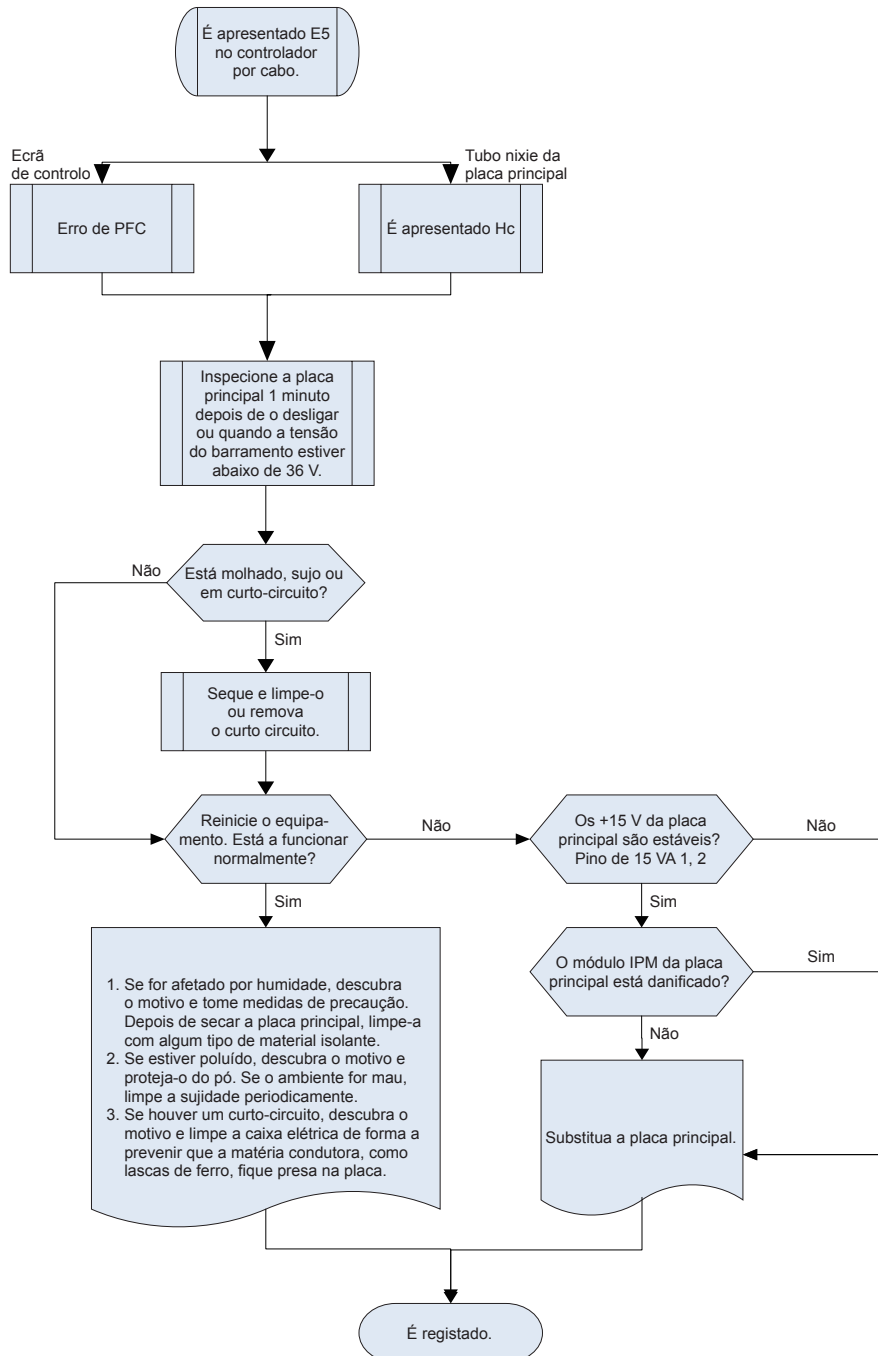 É apresentado E5
no controlador
por cabo.
Ecrã
de controlo
Tubo nixie da
placa principal
Erro de PFC
É apresentado Hc
Inspecione a placa
principal 1 minuto
depois de o desligar
ou quando a tensão
do barramento estiver
abaixo de 36 V.
Não
Está molhado, sujo ou
em curto-circuito?
Sim
Seque e limpe-o
ou remova
o curto circuito.
Reinicie o equipa-
mento. Está a funcionar
normalmente?
Não
Os +15 V da placa
principal são estáveis?
Pino de 15 VA 1, 2
Não
Sim
Sim
1. Se for afetado por humidade, descubra
o motivo e tome medidas de precaução.
Depois de secar a placa principal, limpe-a
com algum tipo de material isolante.
2. Se estiver poluído, descubra o motivo e
proteja-o do pó. Se o ambiente for mau,
limpe a sujidade periodicamente.
3. Se houver um curto-circuito, descubra o
motivo e limpe a caixa elétrica de forma a
prevenir que a matéria condutora, como
lascas de ferro, fique presa na placa.
O módulo IPM da placa
principal está danificado?
Sim
Não
Substitua a placa principal.
É registado.